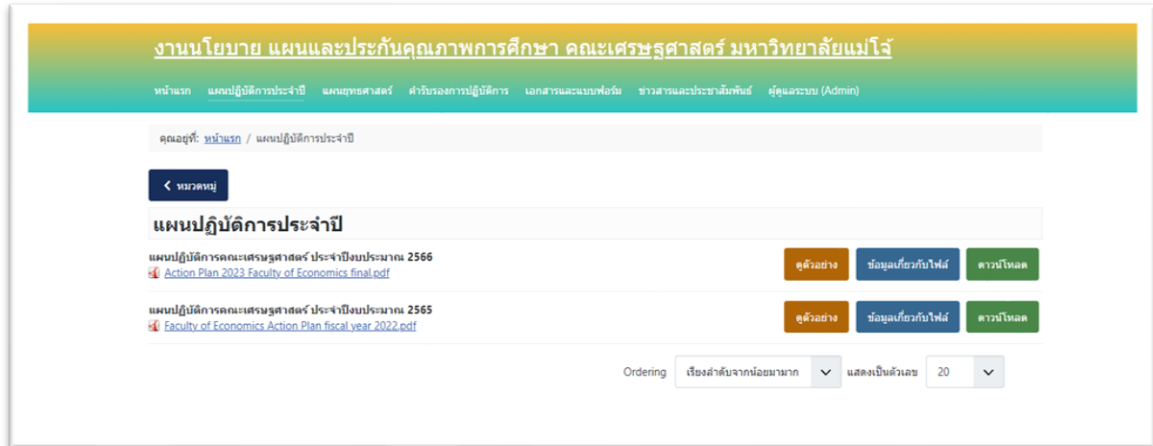 งานนโยบาย แผนและประกันคุณภาพการศึกษา คณะเศรษฐศาสตร์ มหาวิทยาลัยแม่โจ้
หน้าแรก แผนปฏิบัติการประจำปี แผนยุทธศาสตร์ คำรับรองการปฏิบัติการ เอกสารและแบบฟอร์ม ข่าวสารและประชาสัมพันธ์ ผู้ดูแลระบบ (Admin)
คุณอยู่ที่: หน้าแรก / แผนปฏิบัติการประจำปี
หมวดหมู่
แผนปฏิบัติการประจำปี
แผนปฏิบัติการคณะเศรษฐศาสตร์ ประจำปีงบประมาณ 2566
Action Plan 2023 Faculty of Economics final.pdf
ดูตัวอย่าง ข้อมูลเกี่ยวกับไฟล์ ดาวน์โหลด
แผนปฏิบัติการคณะเศรษฐศาสตร์ ประจำปีงบประมาณ 2565
Faculty of Economics Action Plan fiscal year 2022.pdf
ดูตัวอย่าง ข้อมูลเกี่ยวกับไฟล์ ดาวน์โหลด
Ordering เรียงลำดับจากน้อยมามาก แสดงเป็นตัวเลข 20